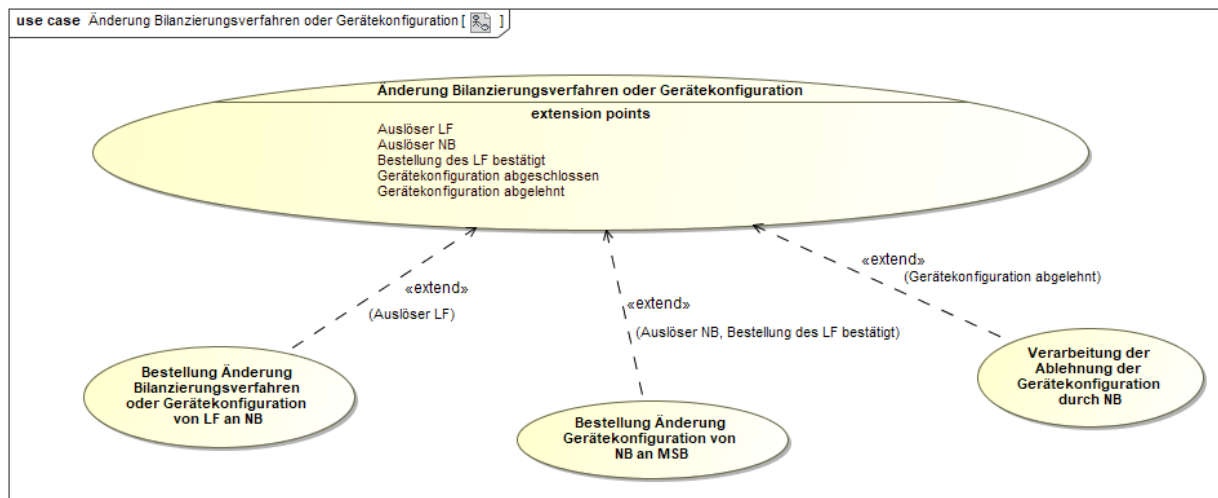 use case Änderung Bilanzierungsverfahren oder Gerätekonfiguration [ ]
Änderung Bilanzierungsverfahren oder Gerätekonfiguration
extension points
Auslöser LF
Auslöser NB
Bestellung des LF bestätigt
Gerätekonfiguration abgeschlossen
Gerätekonfiguration abgelehnt
«extend»
(Auslöser LF)
«extend»
(Auslöser NB, Bestellung des LF bestätigt)
«extend»
(Gerätekonfiguration abgelehnt)
Bestellung Änderung
Bilanzierungsverfahren
oder Gerätekonfiguration
von LF an NB
Bestellung Änderung
Gerätekonfiguration von
NB an MSB
Verarbeitung der
Ablehnung der
Gerätekonfiguration
durch NB